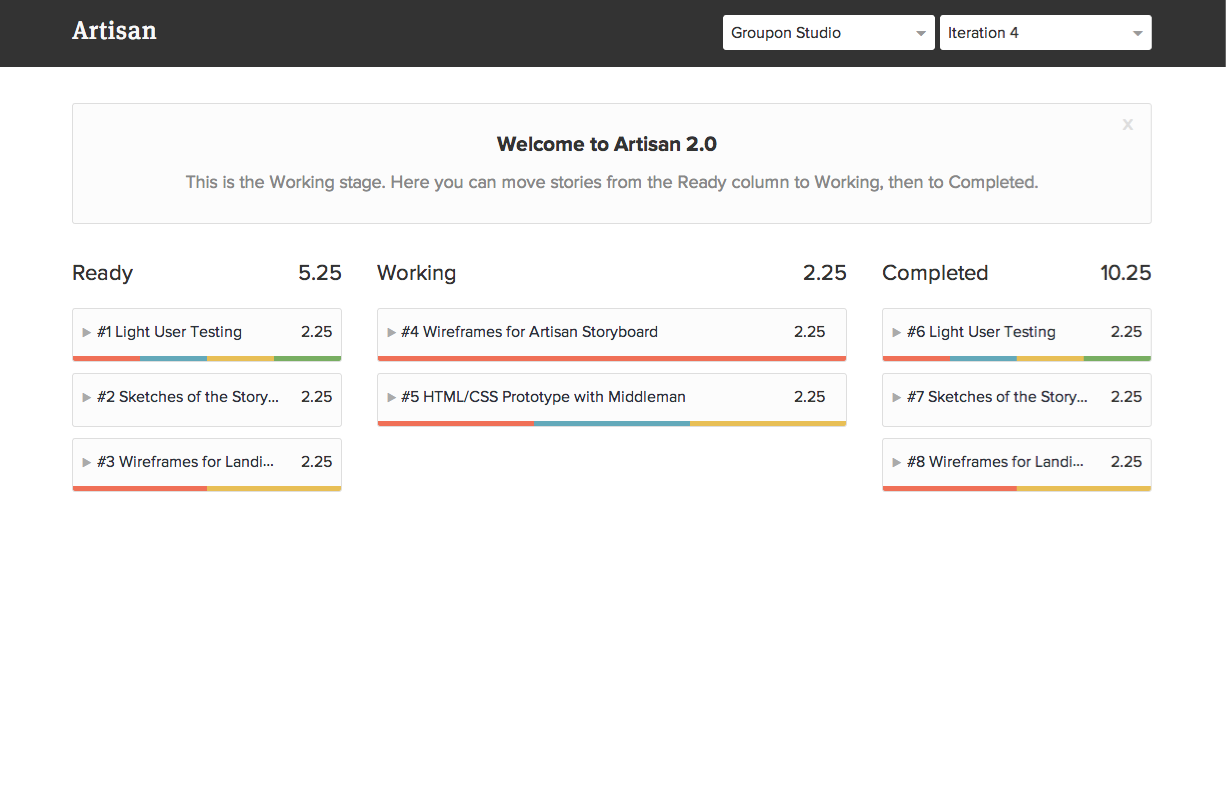 Artisan
Groupon Studio
Iteration 4
x
Welcome to Artisan 2.0
This is the Working stage. Here you can move stories from the Ready column to Working, then to Completed.
Ready 5.25
#1 Light User Testing 2.25
#2 Sketches of the Story... 2.25
#3 Wireframes for Landi... 2.25
Working 2.25
#4 Wireframes for Artisan Storyboard 2.25
#5 HTML/CSS Prototype with Middleman 2.25
Completed 10.25
#6 Light User Testing 2.25
#7 Sketches of the Story... 2.25
#8 Wireframes for Landi... 2.25